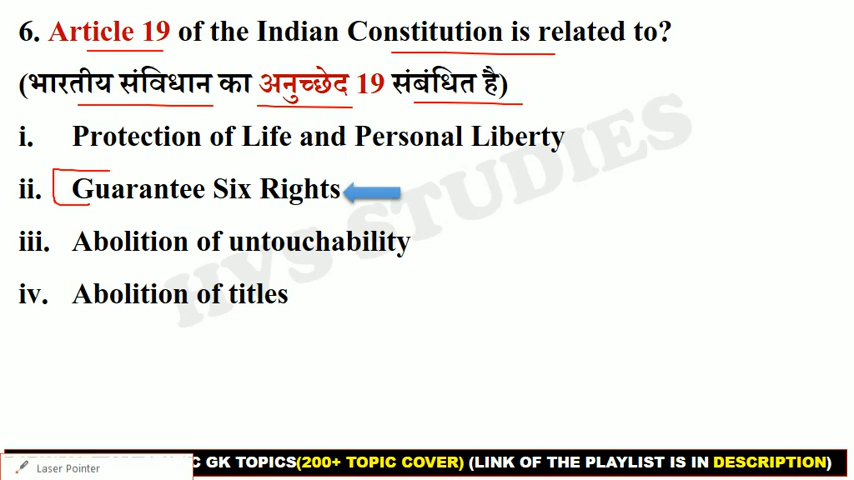 6. Article 19 of the Indian Constitution is related to?
(भारतीय संविधान का अनुच्छेद 19 संबंधित है)
i. Protection of Life and Personal Liberty
ii. Guarantee Six Rights
iii. Abolition of untouchability
iv. Abolition of titles
HVS STUDIES
C GK TOPICS(200+ TOPIC COVER) (LINK OF THE PLAYLIST IS IN DESCRIPTION)
Laser Pointer